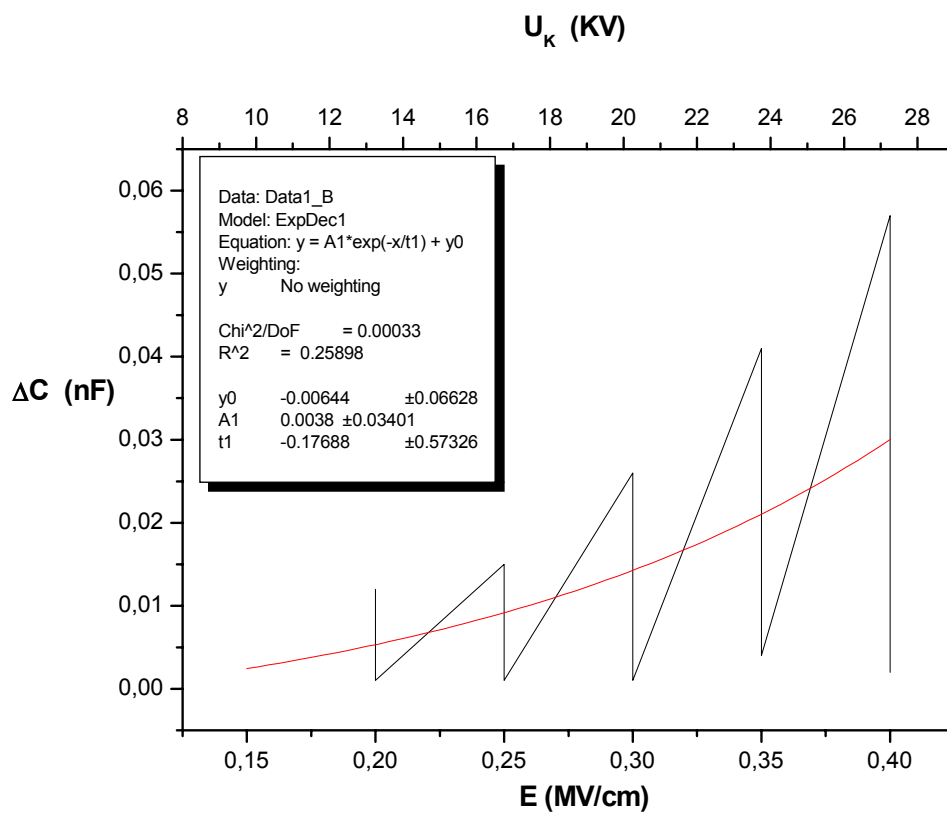 U_K (KV)
8 10 12 14 16 18 20 22 24 26 28
0,06
0,05
0,04
0,03
0,02
0,01
0,00
ΔC (nF)
Data: Data1_B
Model: ExpDec1
Equation: y = A1*exp(-x/t1) + y0
Weighting:
y No weighting
Chi^2/DoF = 0.00033
R^2 = 0.25898
y0 -0.00644 ±0.06628
A1 0.0038 ±0.03401
t1 -0.17688 ±0.57326
0,15 0,20 0,25 0,30 0,35 0,40
E (MV/cm)